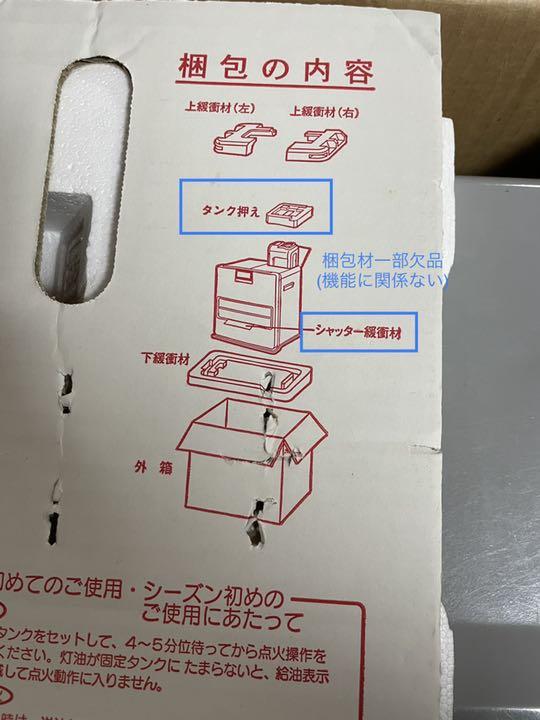 梱包の内容
上緩衝材(左)
上緩衝材(右)
タンク押え
梱包材一部欠品
(機能に関係ない)
シャッター緩衝材
下緩衝材
外箱
初めてのご使用・シーズン初めの
ご使用にあたって
タンクをセットして、4〜5分位待ってから点火操作を
ください。灯油が固定タンクに たまらないと、給油表示
して点火動作に入りません。